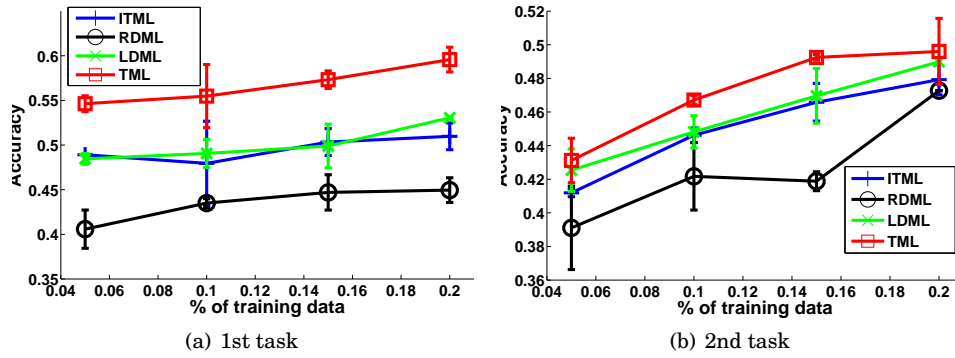 ITML
RDML
LDML
TML
Accuracy
0.6
0.55
0.5
0.45
0.4
0.35
0.04 0.06 0.08 0.1 0.12 0.14 0.16 0.18 0.2
% of training data
(a) 1st task
0.52
0.5
0.48
0.46
0.44
0.42
0.4
0.38
0.36
Accuracy
ITML
RDML
LDML
TML
0.04 0.06 0.08 0.1 0.12 0.14 0.16 0.18 0.2
% of training data
(b) 2nd task